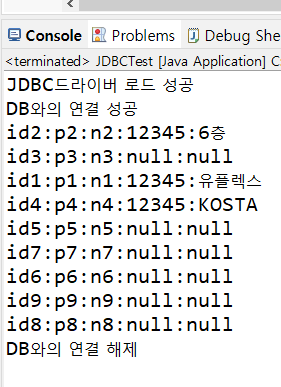 Console Problems Debug She
<terminated> JDBCTest [Java Application] C:
JDBC드라이버 로드 성공
DB와의 연결 성공
id2:p2:n2:12345:6층
id3:p3:n3:null:null
id1:p1:n1:12345:유플렉스
id4:p4:n4:12345:KOSTA
id5:p5:n5:null:null
id7:p7:n7:null:null
id6:p6:n6:null:null
id9:p9:n9:null:null
id8:p8:n8:null:null
DB와의 연결 해제